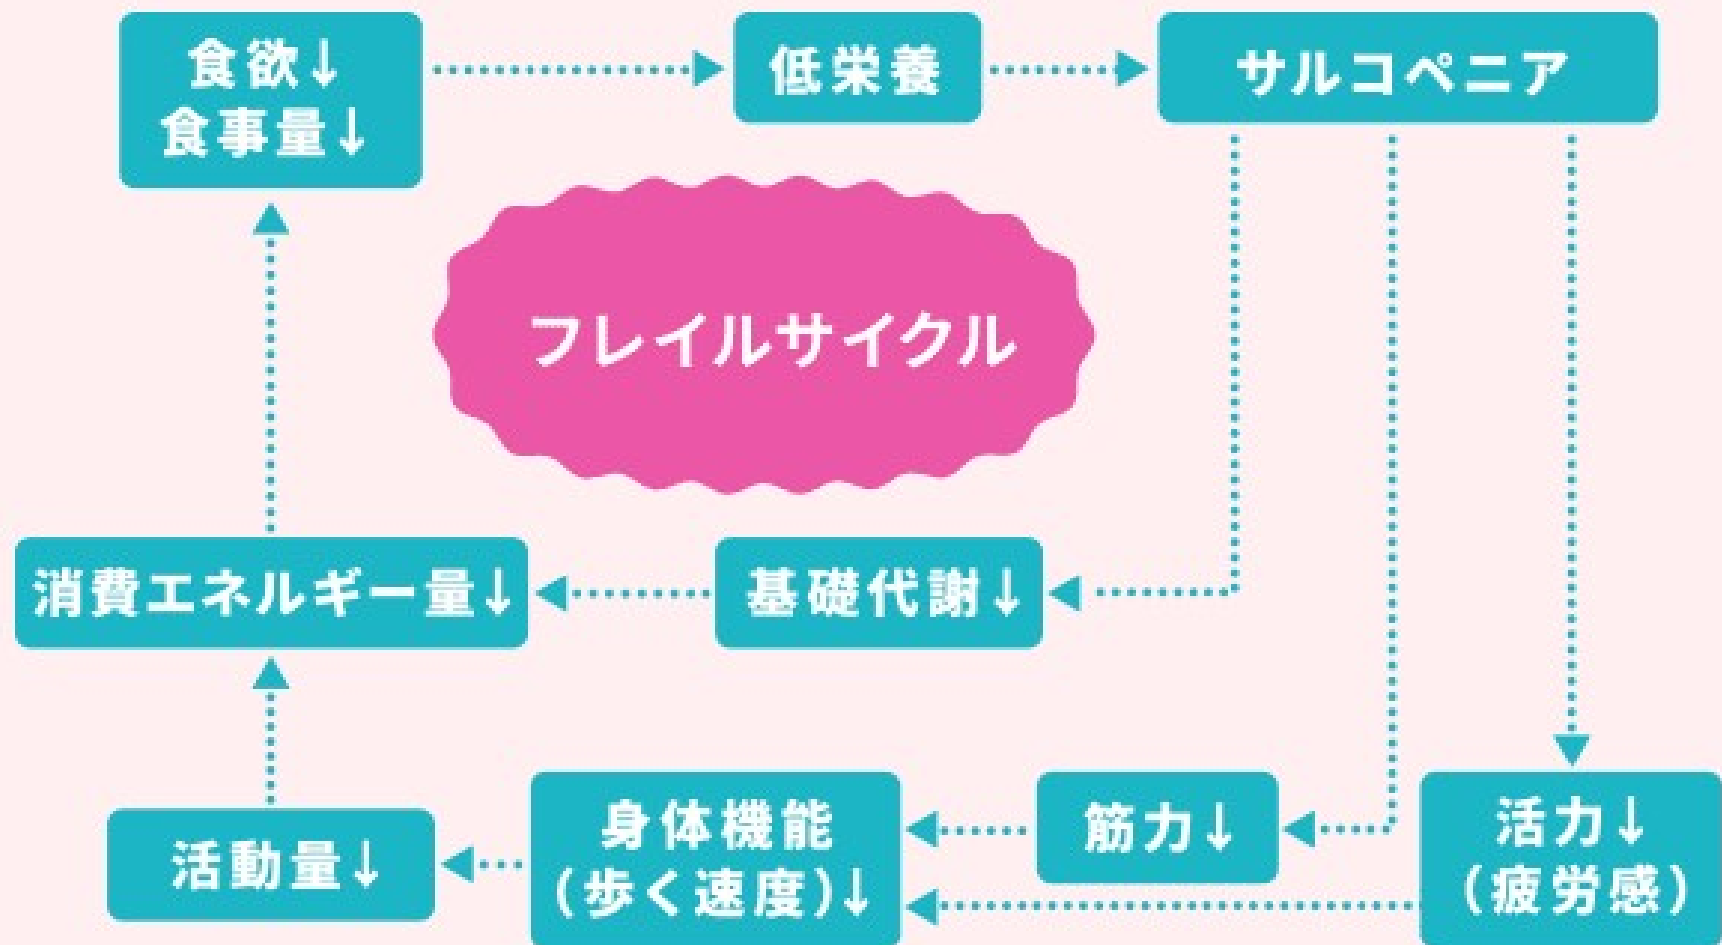 食欲↓
食事量↓
低栄養
サルコペニア
フレイルサイクル
消費エネルギー量↓
基礎代謝↓
活動量↓
身体機能
(歩く速度)↓
筋力↓
活力↓
(疲労感)